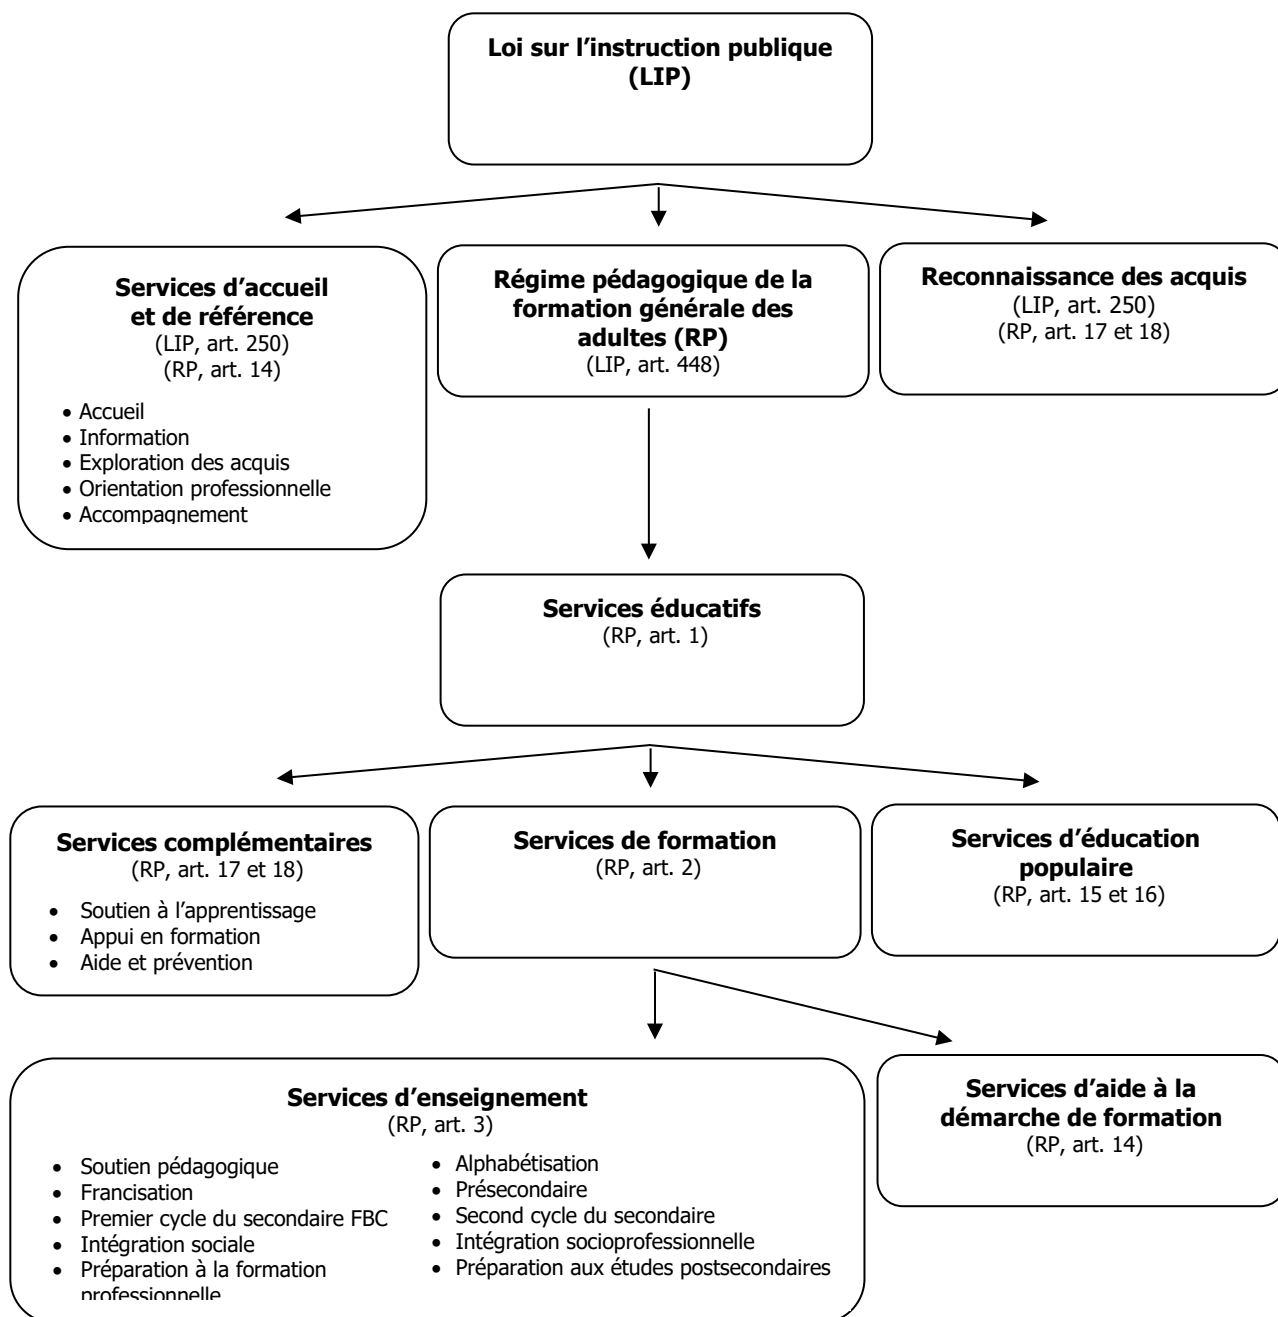 Loi sur l’instruction publique
(LIP)
Services d’accueil
et de référence
(LIP, art. 250)
(RP, art. 14)
• Accueil
• Information
• Exploration des acquis
• Orientation professionnelle
• Accompagnement
Régime pédagogique de la
formation générale des
adultes (RP)
(LIP, art. 448)
Reconnaissance des acquis
(LIP, art. 250)
(RP, art. 17 et 18)
Services éducatifs
(RP, art. 1)
Services complémentaires
(RP, art. 17 et 18)
• Soutien à l’apprentissage
• Appui en formation
• Aide et prévention
Services de formation
(RP, art. 2)
Services d’éducation
populaire
(RP, art. 15 et 16)
Services d’enseignement
(RP, art. 3)
• Soutien pédagogique
• Francisation
• Premier cycle du secondaire FBC
• Intégration sociale
• Préparation à la formation
professionnelle
• Alphabétisation
• Présecondaire
• Second cycle du secondaire
• Intégration socioprofessionnelle
• Préparation aux études postsecondaires
Services d’aide à la
démarche de formation
(RP, art. 14)